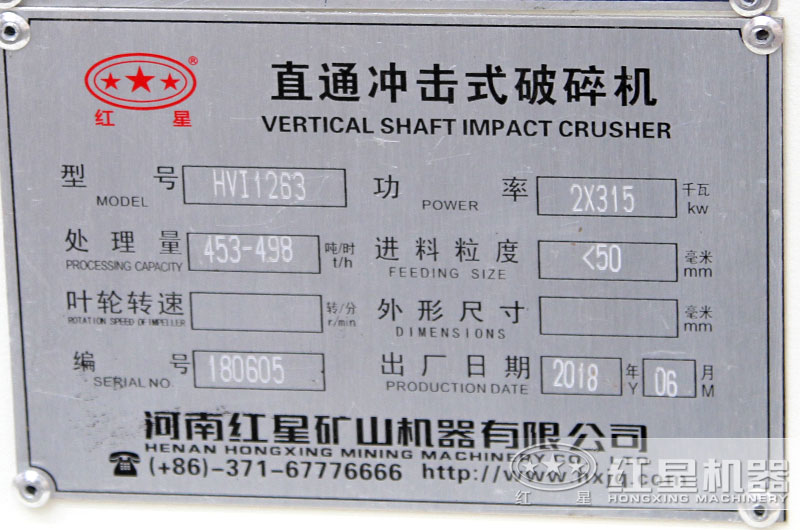 红星 ®
直通冲击式破碎机
VERTICAL SHAFT IMPACT CRUSHER
型号 HVI1263 功率 2X315 千瓦
MODEL POWER kw
处理量 453-498 吨/时 进料粒度 <50 毫米
PROCESSING CAPACITY t/h FEEDING SIZE mm
叶轮转速 转/分 外形尺寸 毫米
ROTATION SPEED OF IMPELLER r/min DIMENSIONS mm
编号 180605 出厂日期 2018 年 06 月
SERIAL NO. PRODUCTION DATE Y M
河南红星矿山机器有限公司
HENAN HONGXING MINING MACHINERY CO., LTD.
☎ (+86)-371-67776666 http://www.hxjq.com
红星 红星机器
HONGXING MACHINERY